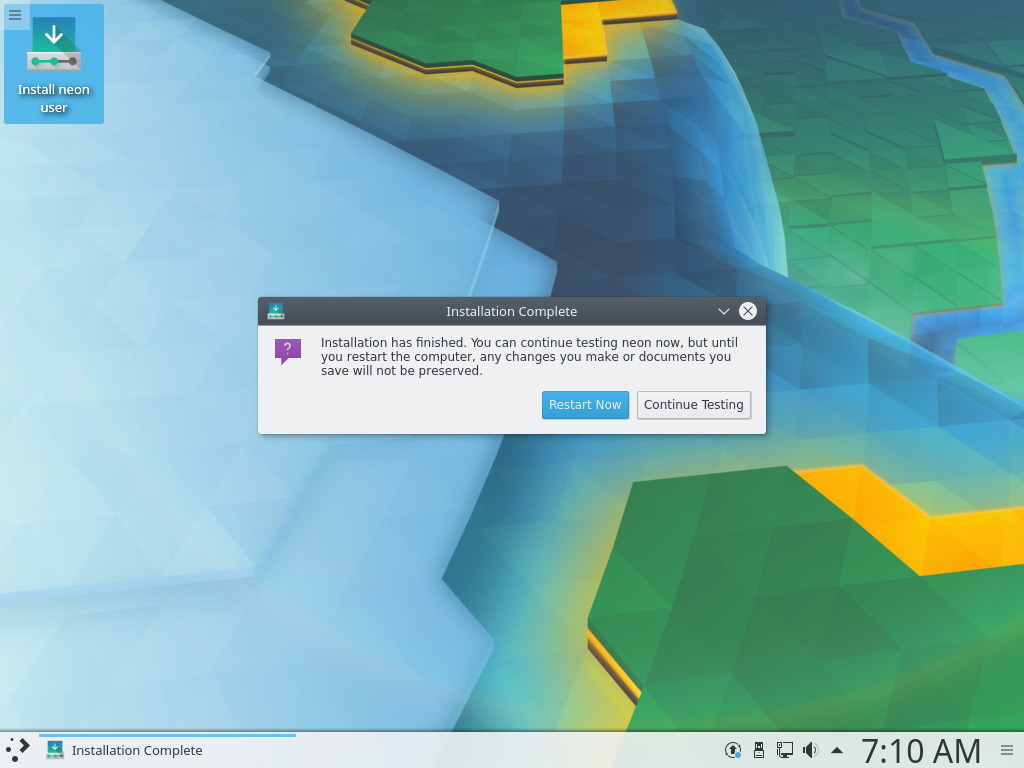 Install neon
user
Installation Complete
?
Installation has finished. You can continue testing neon now, but until
you restart the computer, any changes you make or documents you
save will not be preserved.
Restart Now
Continue Testing
Installation Complete
7:10 AM